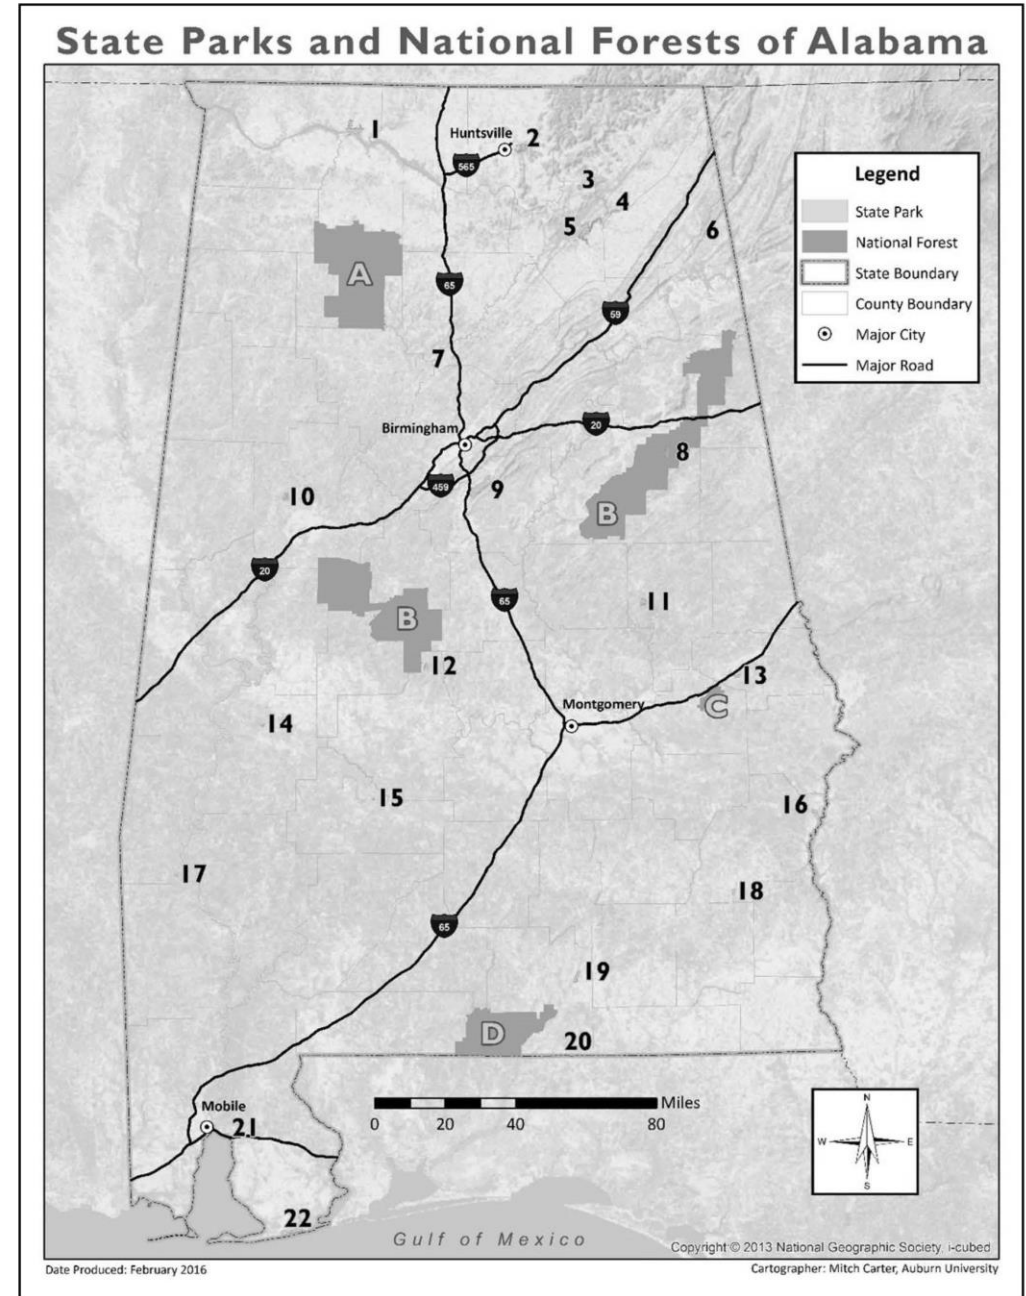 State Parks and National Forests of Alabama
1
Huntsville
2
565
3
4
5
6
Legend
State Park
National Forest
State Boundary
County Boundary
Major City
Major Road
A
65
59
7
Birmingham
20
8
459
9
10
B
20
65
11
B
12
13
Montgomery
C
14
15
16
17
18
65
19
D
20
Mobile
21
Miles
0 20 40 80
N
W E
S
22
Gulf of Mexico
Copyright © 2013 National Geographic Society, i-cubed
Date Produced: February 2016
Cartographer: Mitch Carter, Auburn University